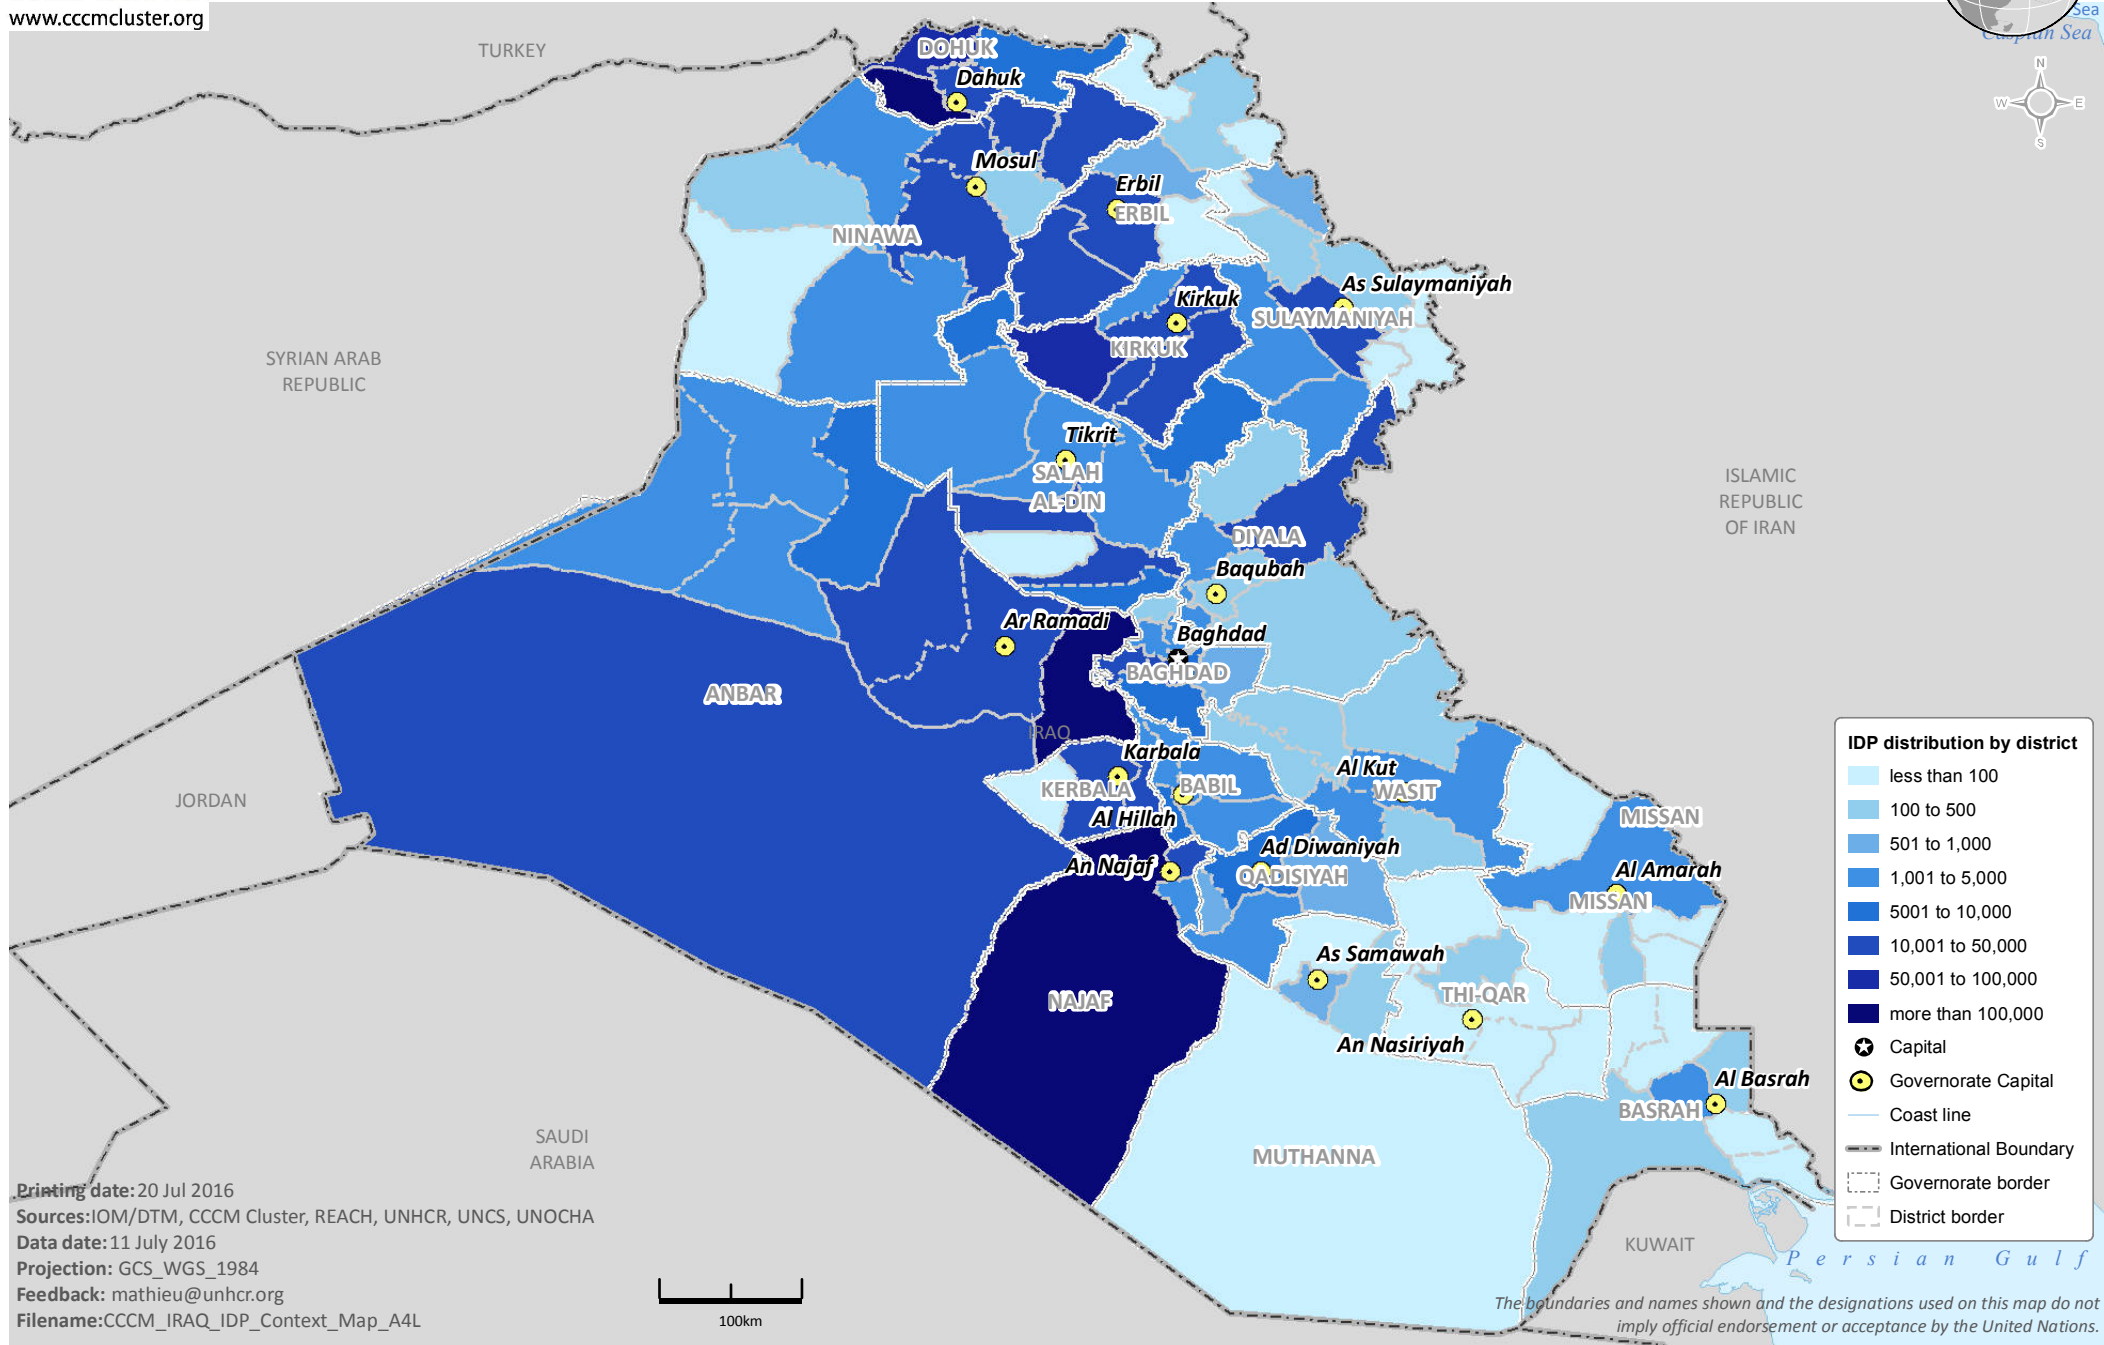 www.cccmcluster.org
Sea
Caspian Sea
TURKEY
DOHUK
Dahuk
N
W
E
S
Mosul
Erbil
ERBIL
NINAWA
As Sulaymaniyah
Kirkuk
SULAYMANIYAH
KIRKUK
SYRIAN ARAB
REPUBLIC
Tikrit
SALAH
AL-DIN
ISLAMIC
REPUBLIC
OF IRAN
DIYALA
Baqubah
Ar Ramadi
Baghdad
BAGHDAD
ANBAR
IRAQ
Karbala
Al Kut
KERBALA
BABIL
WASIT
JORDAN
Al Hillah
MISSAN
Ad Diwaniyah
An Najaf
QADISIYAH
Al Amarah
MISSAN
As Samawah
NAJAF
THI-QAR
An Nasiriyah
Al Basrah
BASRAH
SAUDI
ARABIA
MUTHANNA
KUWAIT
Persian Gulf
IDP distribution by district
less than 100
100 to 500
501 to 1,000
1,001 to 5,000
5001 to 10,000
10,001 to 50,000
50,001 to 100,000
more than 100,000
Capital
Governorate Capital
Coast line
International Boundary
Governorate border
District border
Printing date:20 Jul 2016
Sources:IOM/DTM, CCCM Cluster, REACH, UNHCR, UNCS, UNOCHA
Data date:11 July 2016
Projection: GCS_WGS_1984
Feedback: mathieu@unhcr.org
Filename:CCCM_IRAQ_IDP_Context_Map_A4L
100km
The boundaries and names shown and the designations used on this map do not
imply official endorsement or acceptance by the United Nations.